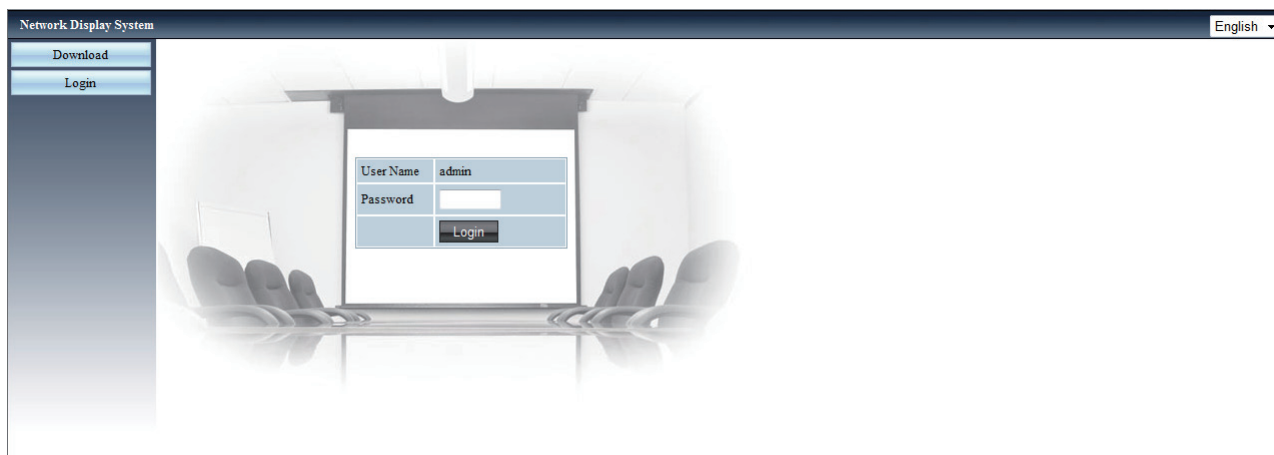 Network Display System
English
Download
Login
User Name admin
Password
Login